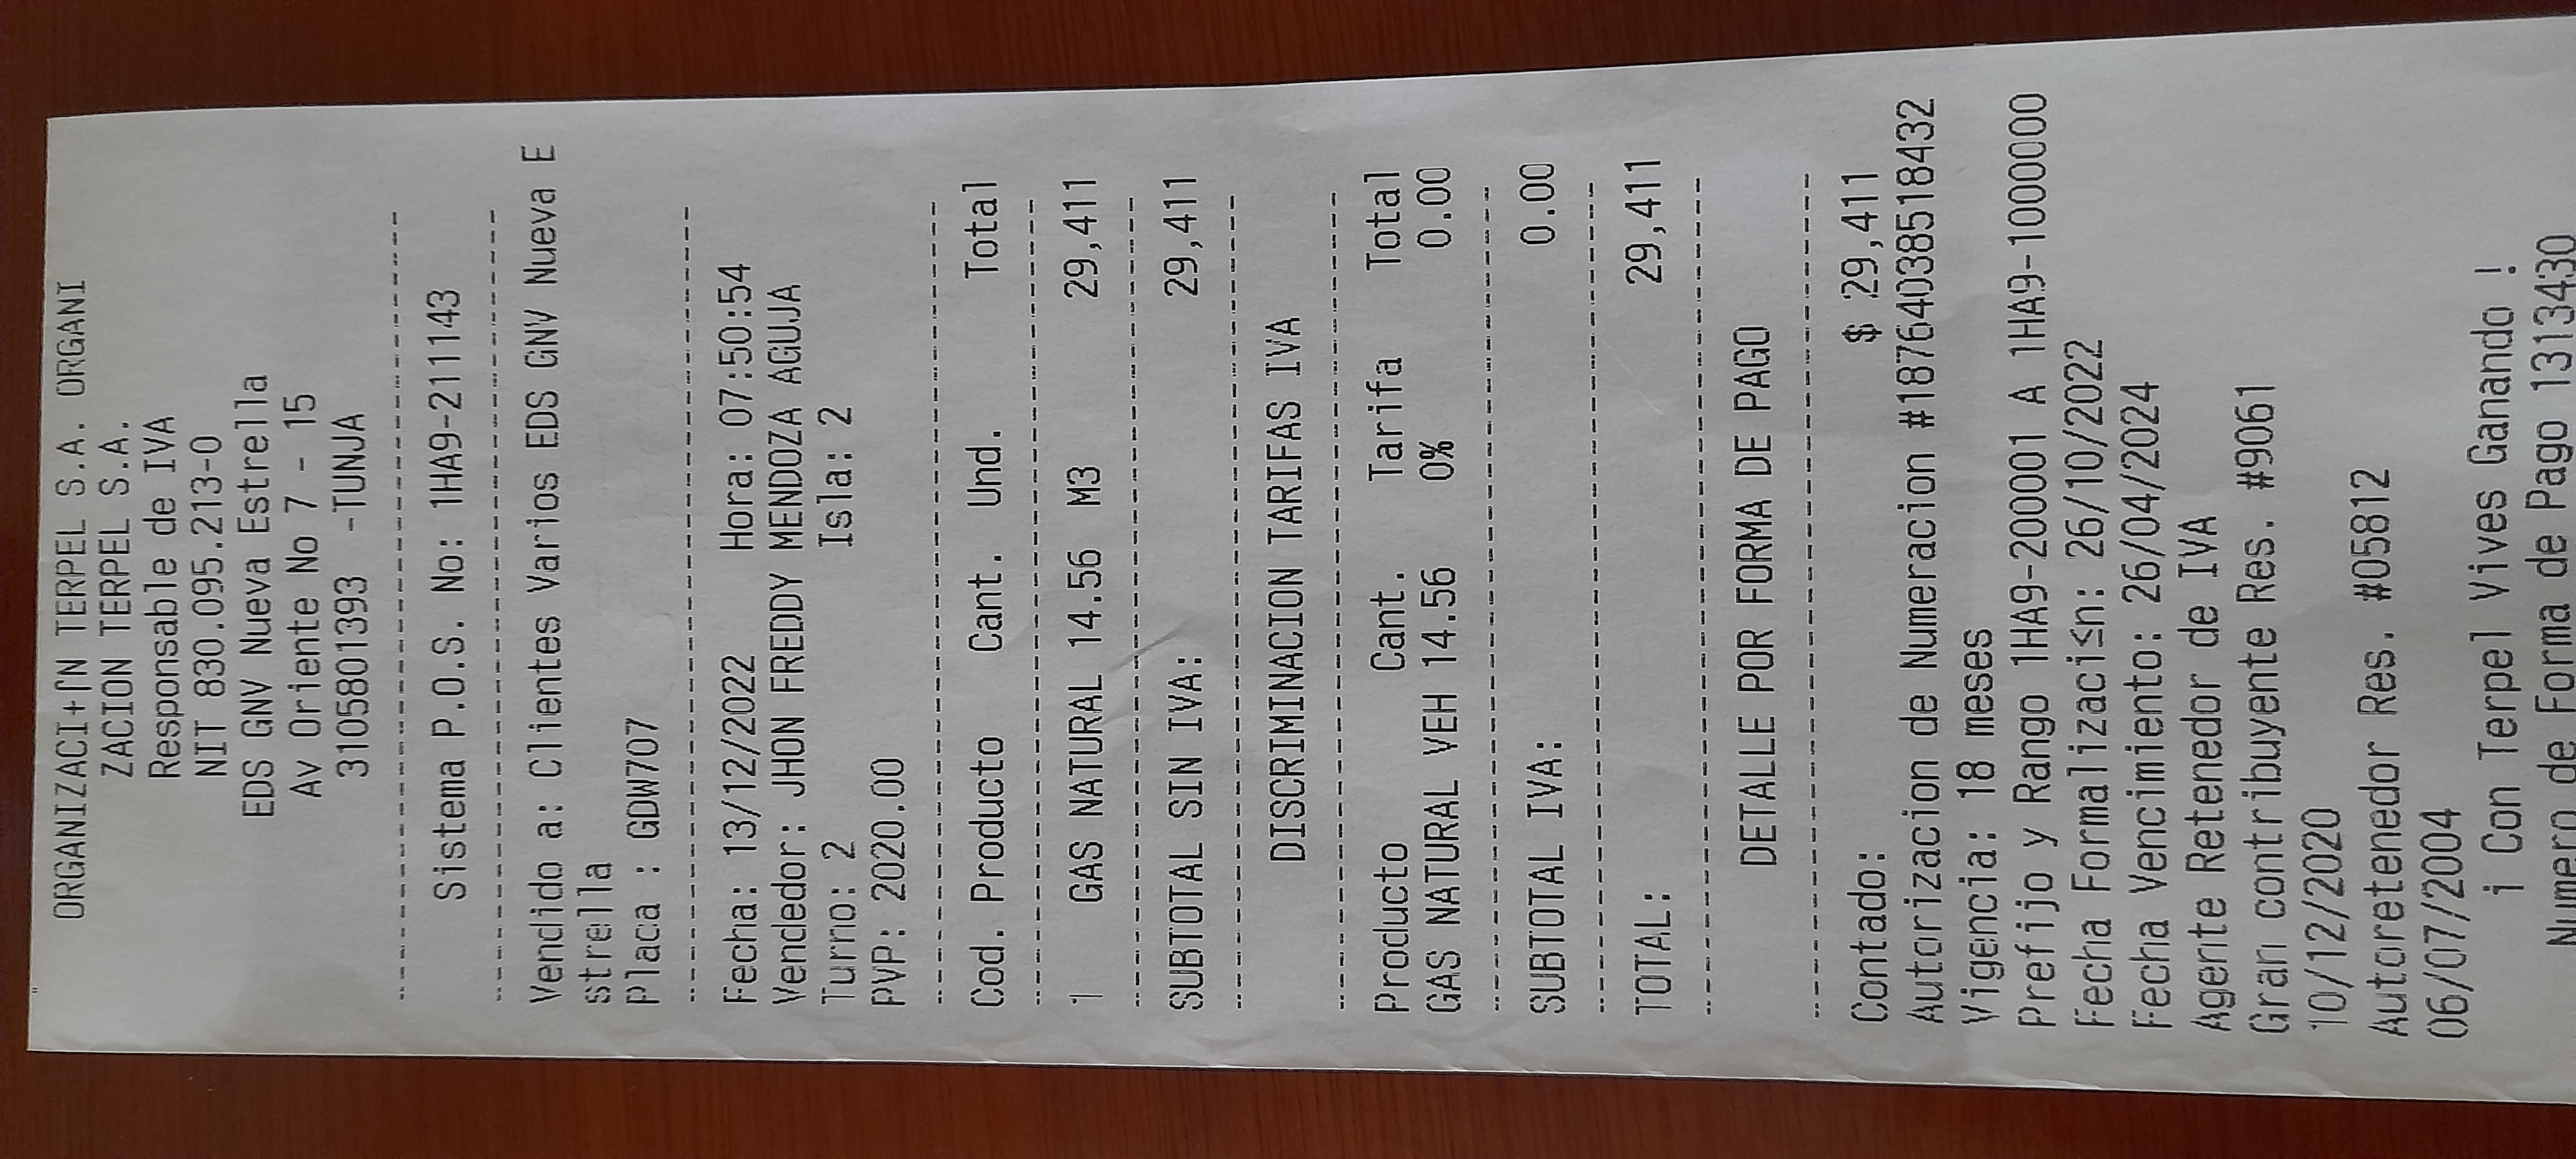 ORGANIZACI+ſN TERPEL S.A. ORGANI
ZACION TERPEL S.A.
Responsable de IVA
NIT 830.095.213-0
EDS GNV Nueva Estrella
Av Oriente No 7 - 15
3105801393 -TUNJA
Sistema P.O.S. No: 1HA9-211143
Vendido a: Clientes Varios EDS GNV Nueva E
strella
Placa : GDW707
Fecha: 13/12/2022 Hora: 07:50:54
Vendedor: JHON FREDDY MENDOZA AGUJA
Turno: 2 Isla: 2
PVP: 2020.00
Cod. Producto Cant. Und. Total
1 GAS NATURAL 14.56 M3 29,411
SUBTOTAL SIN IVA: 29,411
DISCRIMINACION TARIFAS IVA
Producto Cant. Tarifa Total
GAS NATURAL VEH 14.56 0% 0.00
SUBTOTAL IVA: 0.00
TOTAL: 29,411
DETALLE POR FORMA DE PAGO
Contado: $ 29,411
Autorizacion de Numeracion #18764038518432
Vigencia: 18 meses
Prefijo y Rango 1HA9-200001 A 1HA9-1000000
Fecha Formalizaci≤n: 26/10/2022
Fecha Vencimiento: 26/04/2024
Agente Retenedor de IVA
Gran contribuyente Res. #9061
10/12/2020
Autoretenedor Res. #05812
06/07/2004
¡ Con Terpel Vives Ganando !
Numero de Forma de Pago 1313430